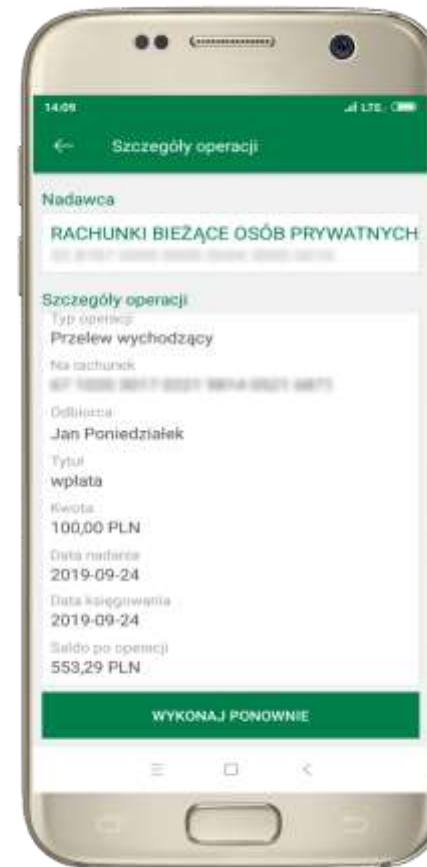 14:09
LTE
Szczegóły operacji
Nadawca
RACHUNKI BIEŻĄCE OSÓB PRYWATNYCH
Szczegóły operacji
Typ operacji
Przelew wychodzący
Na rachunek
Odbiorca
Jan Poniedziałek
Tytuł
wpłata
Kwota
100,00 PLN
Data nadania
2019-09-24
Data księgowania
2019-09-24
Saldo po operacji
553,29 PLN
WYKONAJ PONOWNIE